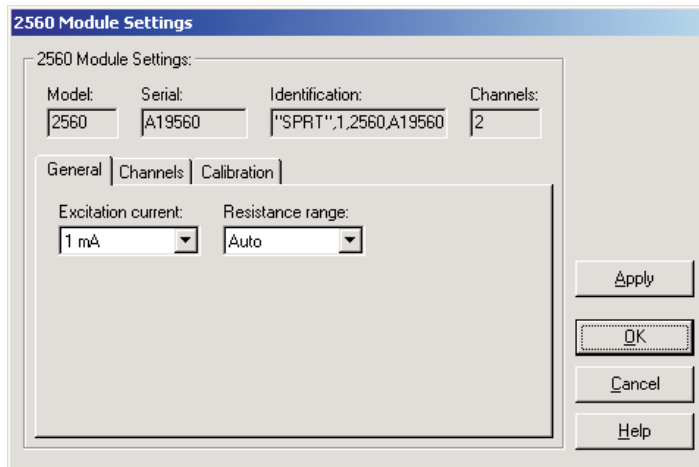 2560 Module Settings
2560 Module Settings:
Model: Serial: Identification: Channels:
2560 A19560 "SPRT",1,2560,A19560 2
General Channels Calibration
Excitation current: Resistance range:
1 mA Auto
Apply
OK
Cancel
Help